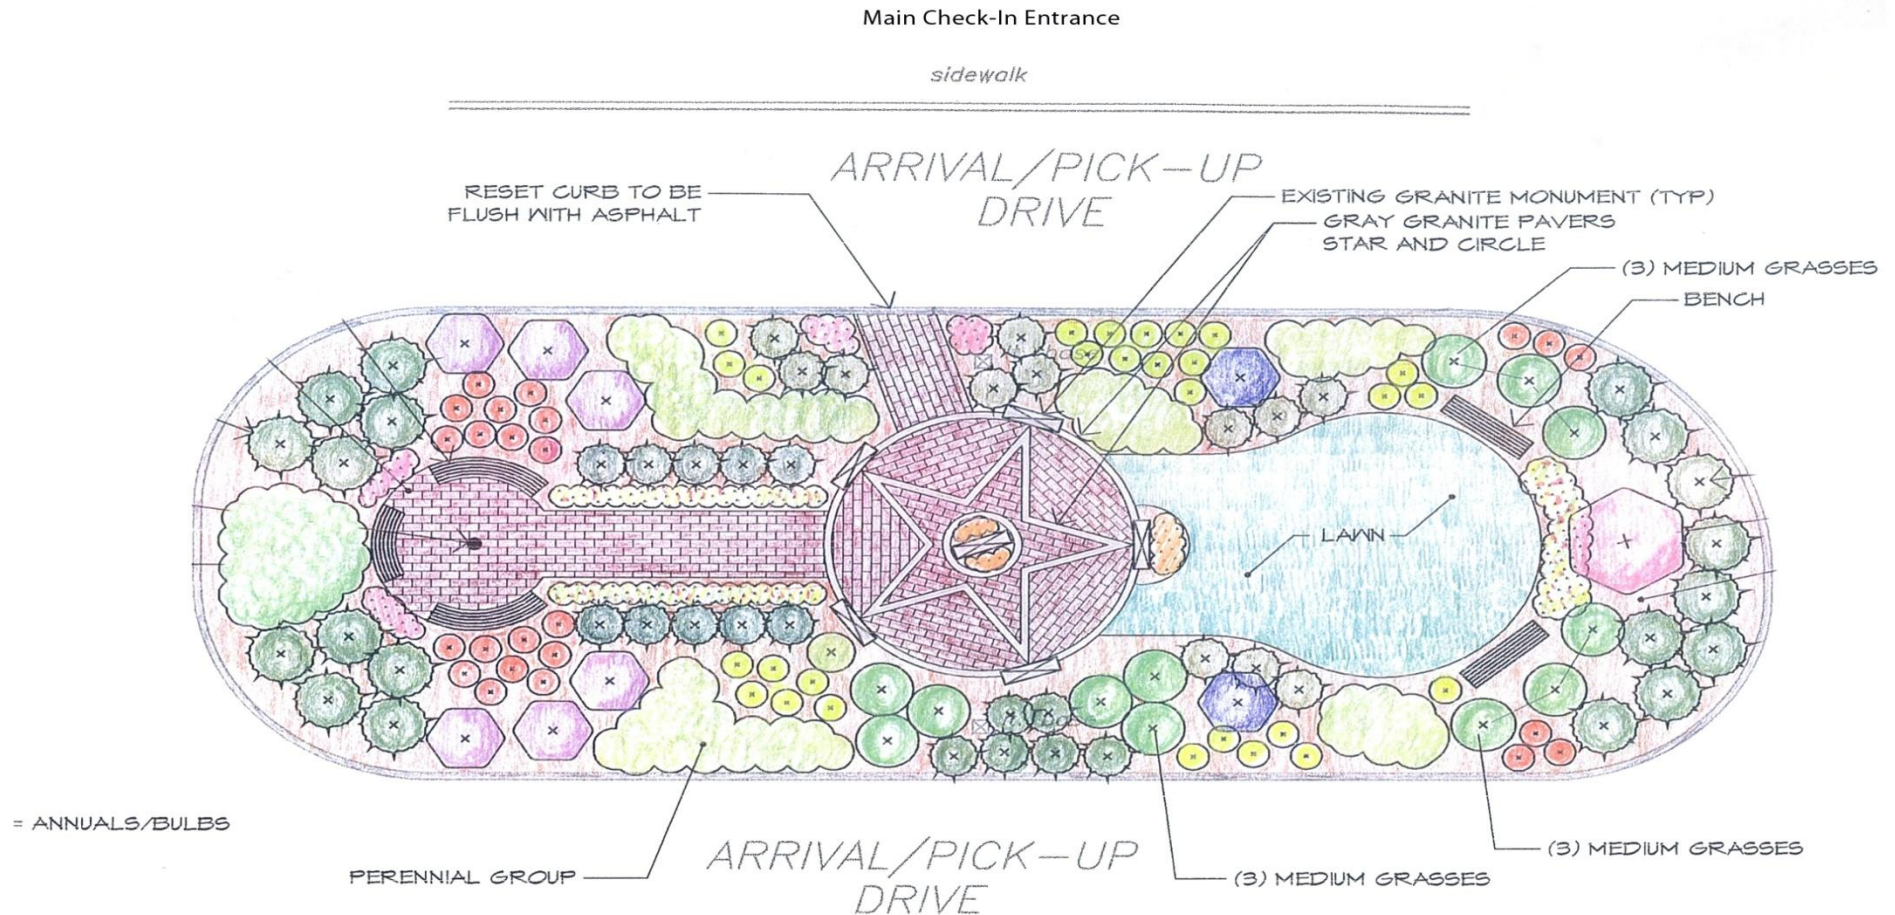 Main Check-In Entrance
sidewalk
ARRIVAL/PICK-UP
DRIVE
RESET CURB TO BE
FLUSH WITH ASPHALT
EXISTING GRANITE MONUMENT (TYP)
GRAY GRANITE PAVERS
STAR AND CIRCLE
(3) MEDIUM GRASSES
BENCH
LAWN
= ANNUALS/BULBS
PERENNIAL GROUP
ARRIVAL/PICK-UP
DRIVE
(3) MEDIUM GRASSES
(3) MEDIUM GRASSES